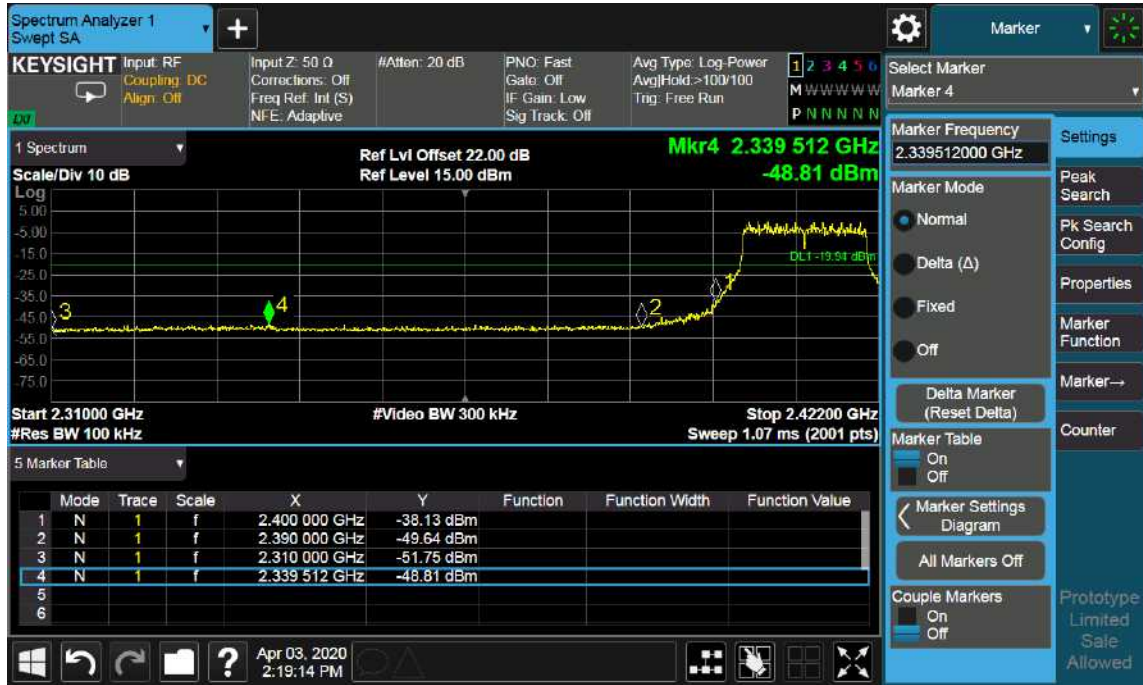 Spectrum Analyzer 1
Swept SA
+
Marker
KEYSIGHT
Input: RF
Coupling: DC
Align: Off
LXI
Input Z: 50 Ω
Corrections: Off
Freq Ref: Int (S)
NFE: Adaptive
#Atten: 20 dB
PNO: Fast
Gate: Off
IF Gain: Low
Sig Track: Off
Avg Type: Log-Power
Avg|Hold:>100/100
Trig: Free Run
1 2 3 4 5 6
M W W W W W
P N N N N N
Select Marker
Marker 4
1 Spectrum
Scale/Div 10 dB
Ref Lvl Offset 22.00 dB
Ref Level 15.00 dBm
Mkr4 2.339 512 GHz
-48.81 dBm
Log
5.00
-5.00
-15.0
-25.0
-35.0
-45.0
-55.0
-65.0
-75.0
DL1 -19.94 dBm
3
4
2
1
Start 2.31000 GHz
#Res BW 100 kHz
#Video BW 300 kHz
Stop 2.42200 GHz
Sweep 1.07 ms (2001 pts)
5 Marker Table
Mode Trace Scale X Y Function Function Width Function Value
1 N 1 f 2.400 000 GHz -38.13 dBm
2 N 1 f 2.390 000 GHz -49.64 dBm
3 N 1 f 2.310 000 GHz -51.75 dBm
4 N 1 f 2.339 512 GHz -48.81 dBm
5
6
Marker Frequency
2.339512000 GHz
Marker Mode
Normal
Delta (Δ)
Fixed
Off
Delta Marker
(Reset Delta)
Marker Table
On
Off
Marker Settings
Diagram
All Markers Off
Couple Markers
On
Off
Settings
Peak
Search
Pk Search
Config
Properties
Marker
Function
Marker→
Counter
Prototype
Limited
Sale
Allowed
?
Apr 03, 2020
2:19:14 PM